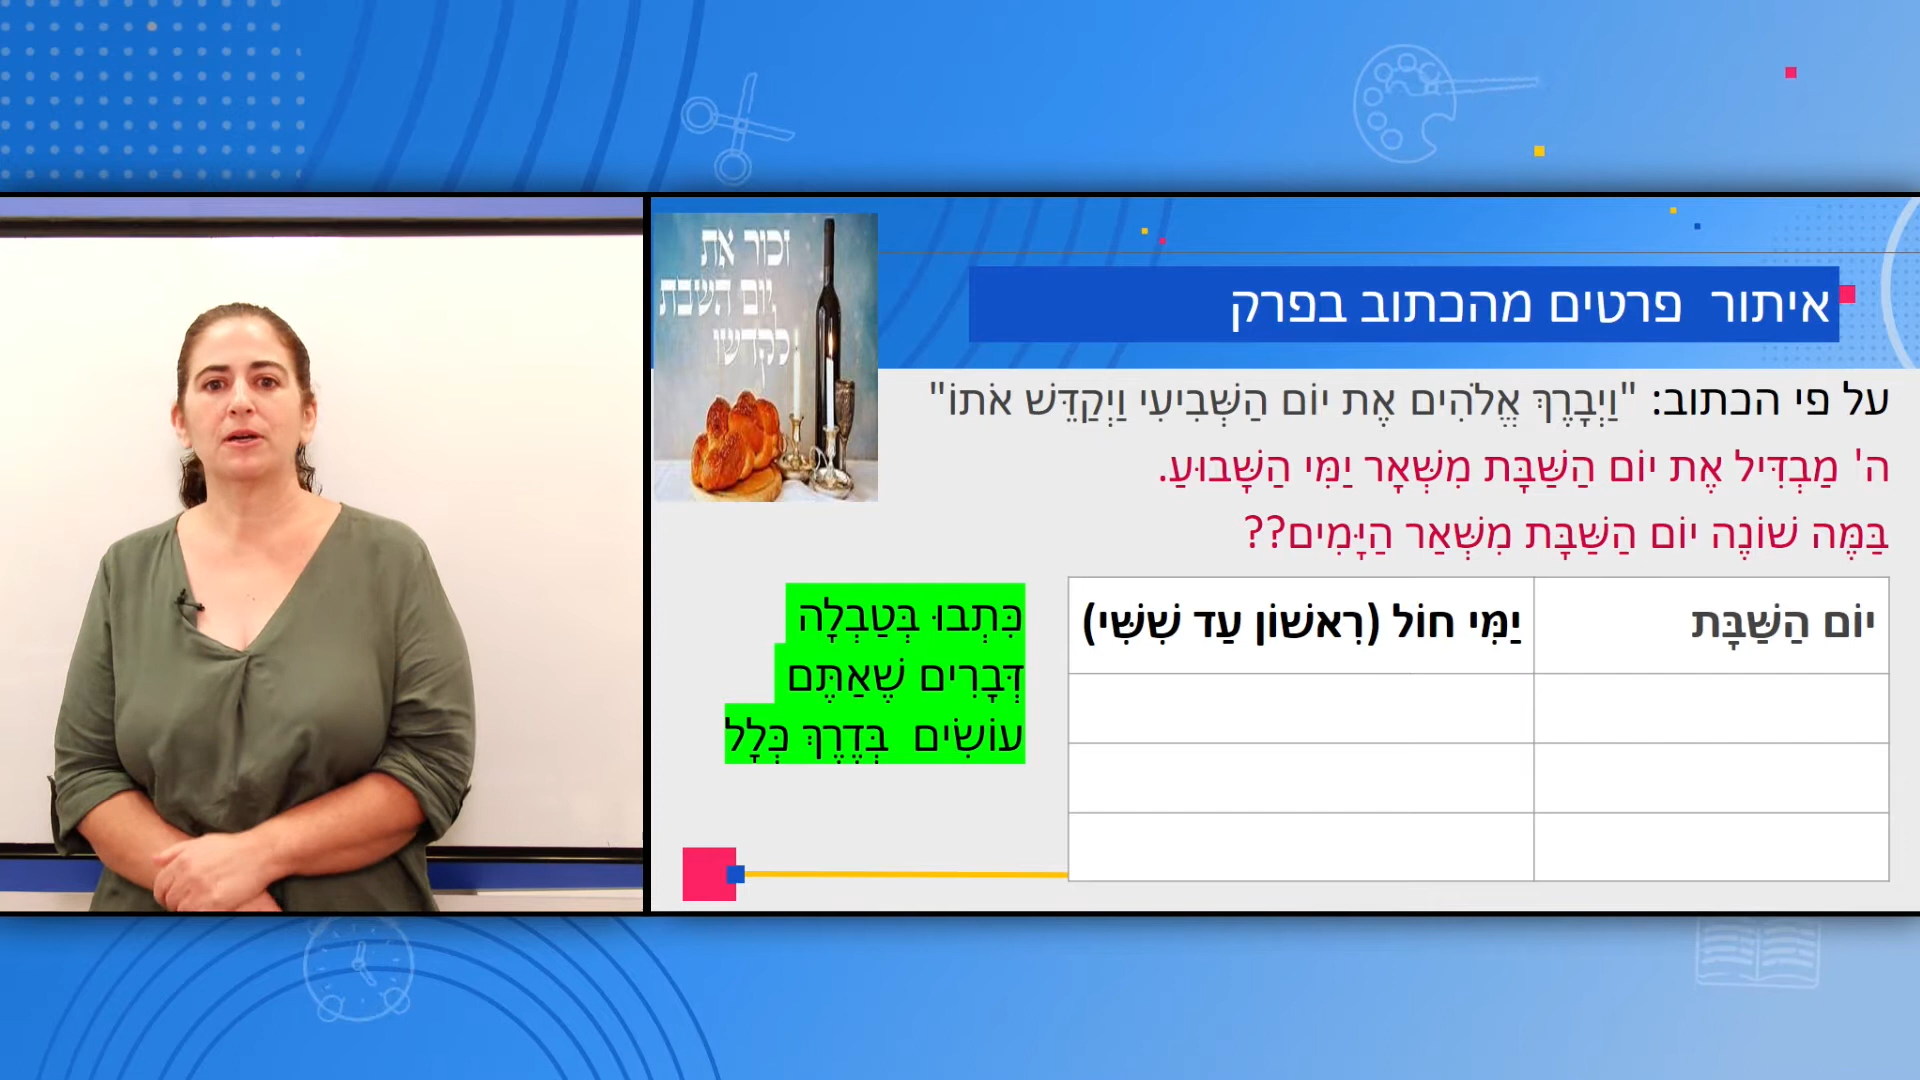 זכור את
יום השבת
לקדשו
איתור פרטים מהכתוב בפרק
על פי הכתוב: "וַיְבָרֶךְ אֱלֹהִים אֶת יוֹם הַשְּׁבִיעִי וַיְקַדֵּשׁ אֹתוֹ"
ה' מַבְדִּיל אֶת יוֹם הַשַּׁבָּת מִשְּׁאָר יַמִּי הַשָּׁבוּעַ.
בַּמֶּה שׁוֹנֶה יוֹם הַשַּׁבָּת מִשְּׁאַר הַיָּמִים??
יוֹם הַשַּׁבָּת
יַמִּי חוֹל (רִאשׁוֹן עַד שִׁשִּׁי)
כִּתְבוּ בְּטַבְלָה
דְּבָרִים שֶׁאַתֶּם
עוֹשִׂים בְּדֶרֶךְ כְּלָל